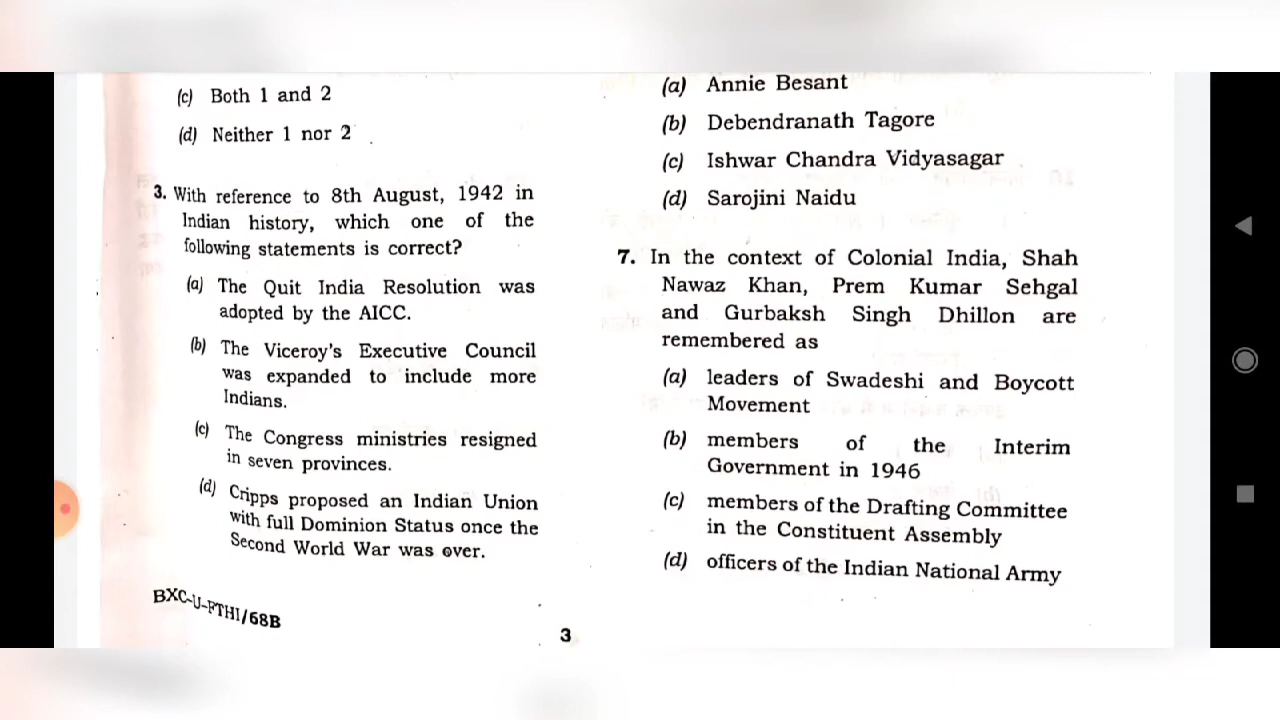 (c) Both 1 and 2
(d) Neither 1 nor 2
3. With reference to 8th August, 1942 in
Indian history, which one of the
following statements is correct?
(a) The Quit India Resolution was
adopted by the AICC.
(b) The Viceroy's Executive Council
was expanded to include more
Indians.
(c) The Congress ministries resigned
in seven provinces.
(d) Cripps proposed an Indian Union
with full Dominion Status once the
Second World War was over.
BXC-U-FTHI/68B
(a) Annie Besant
(b) Debendranath Tagore
(c) Ishwar Chandra Vidyasagar
(d) Sarojini Naidu
7. In the context of Colonial India, Shah
Nawaz Khan, Prem Kumar Sehgal
and Gurbaksh Singh Dhillon are
remembered as
(a) leaders of Swadeshi and Boycott
Movement
(b) members of the Interim
Government in 1946
(c) members of the Drafting Committee
in the Constituent Assembly
(d) officers of the Indian National Army
3